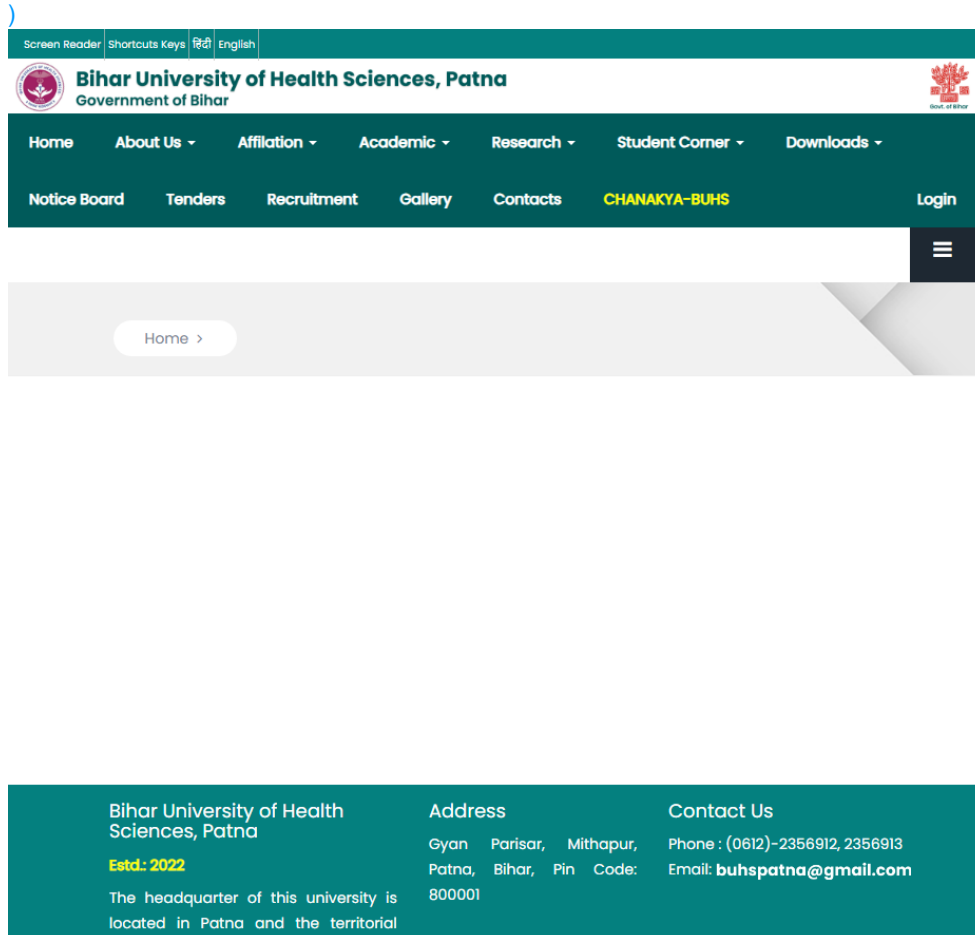 )
Screen Reader Shortcuts Keys हिंदी English
Bihar University of Health Sciences, Patna
Government of Bihar
Govt. of Bihar
Home About Us Affilation Academic Research Student Corner Downloads
Notice Board Tenders Recruitment Gallery Contacts CHANAKYA-BUHS Login
Home >
Bihar University of Health
Sciences, Patna
Estd.: 2022
The headquarter of this university is
located in Patna and the territorial
Address
Gyan Parisar, Mithapur,
Patna, Bihar, Pin Code:
800001
Contact Us
Phone : (0612)-2356912, 2356913
Email: buhspatna@gmail.com